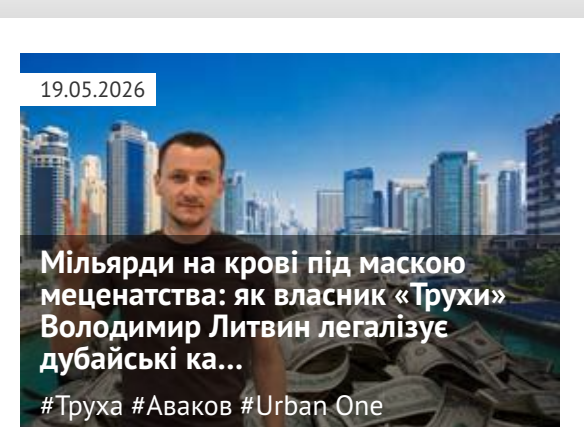 19.05.2026
Мільярди на крові під маскою
меценатства: як власник «Трухи»
Володимир Литвин легалізує
дубайські ка...
#Труха #Аваков #Urban One